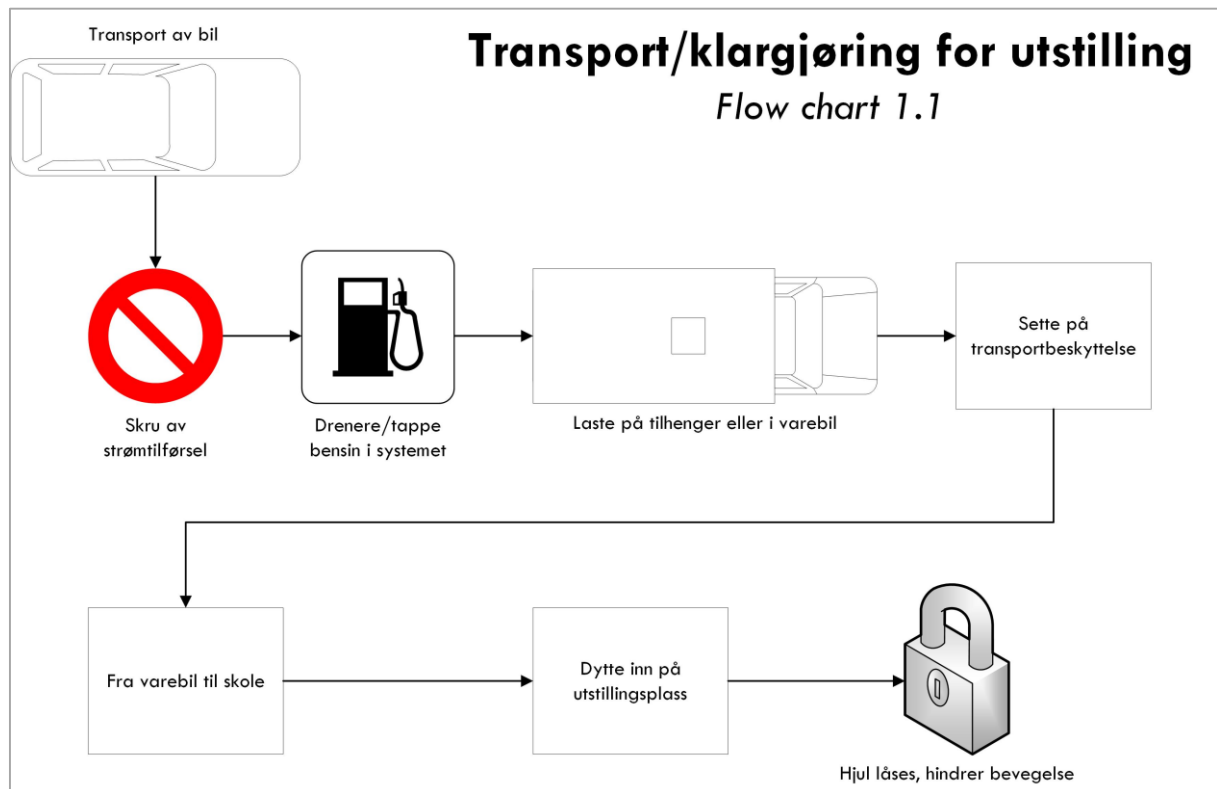 Transport av bil
Transport/klargjøring for utstilling
Flow chart 1.1
Skru av
strømtilførsel
Drenere/tappe
bensin i systemet
Laste på tilhenger eller i varebil
Sette på
transportbeskyttelse
Fra varebil til skole
Dytte inn på
utstillingsplass
Hjul låses, hindrer bevegelse